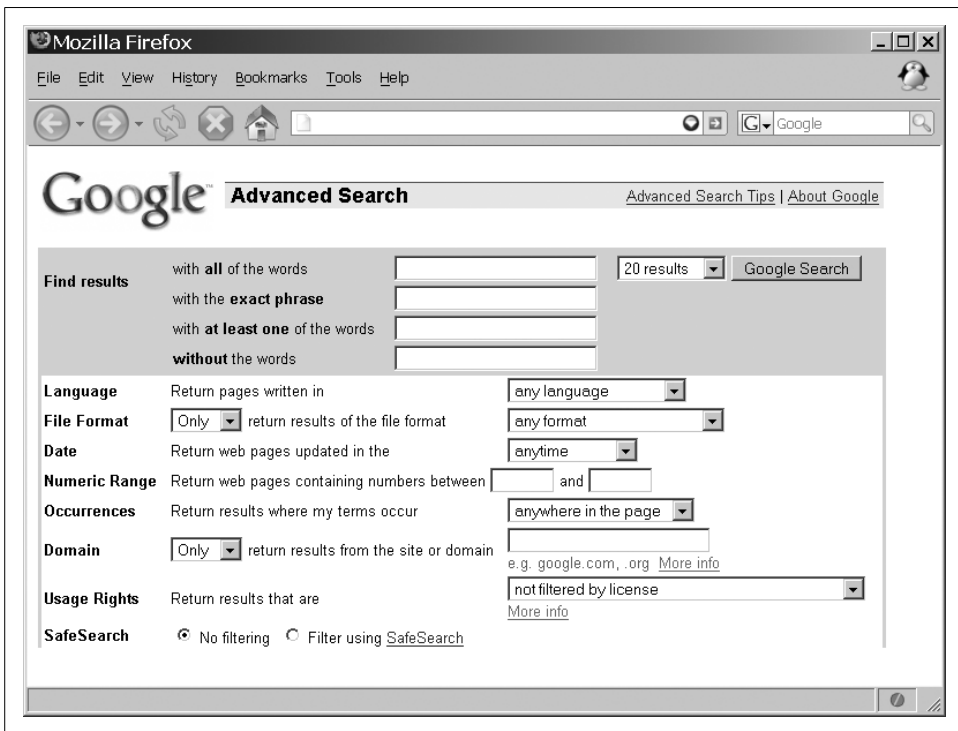 Mozilla Firefox
File Edit View History Bookmarks Tools Help
G Google
Google™ Advanced Search Advanced Search Tips | About Google
Find results with all of the words 20 results Google Search
with the exact phrase
with at least one of the words
without the words
Language Return pages written in any language
File Format Only return results of the file format any format
Date Return web pages updated in the anytime
Numeric Range Return web pages containing numbers between and
Occurrences Return results where my terms occur anywhere in the page
Domain Only return results from the site or domain
e.g. google.com, .org More info
Usage Rights Return results that are not filtered by license
More info
SafeSearch No filtering Filter using SafeSearch